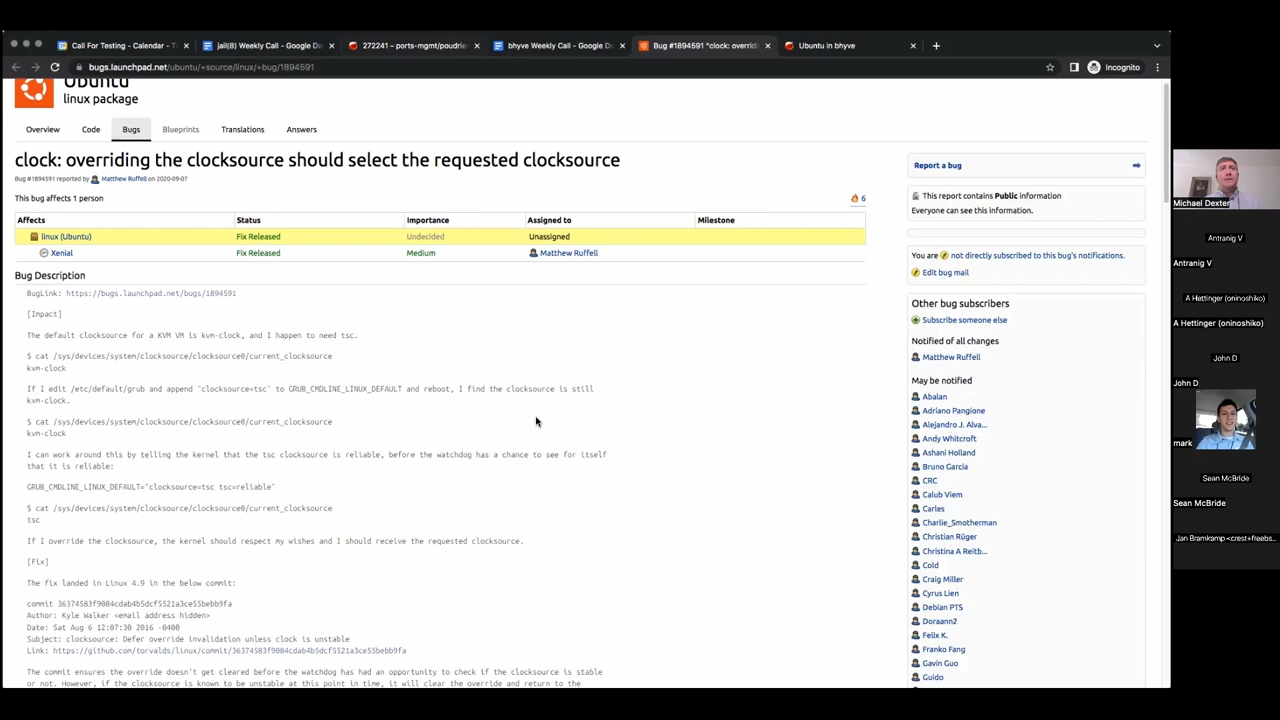 Call For Testing - Calendar - T
jail(8) Weekly Call - Google Do
272241 – ports-mgmt/poudrie
bhyve Weekly Call - Google Do
Bug #1894591 “clock: overridi
Ubuntu in bhyve
bugs.launchpad.net/ubuntu/+source/linux/+bug/1894591
Incognito
Ubuntu
linux package
Overview
Code
Bugs
Blueprints
Translations
Answers
clock: overriding the clocksource should select the requested clocksource
Bug #1894591 reported by Matthew Ruffell on 2020-09-07
This bug affects 1 person
6
Affects Status Importance Assigned to Milestone
linux (Ubuntu) Fix Released Undecided Unassigned
Xenial Fix Released Medium Matthew Ruffell
Bug Description
BugLink: https://bugs.launchpad.net/bugs/1894591
[Impact]
The default clocksource for a KVM VM is kvm-clock, and I happen to need tsc.
$ cat /sys/devices/system/clocksource/clocksource0/current_clocksource
kvm-clock
If I edit /etc/default/grub and append "clocksource=tsc" to GRUB_CMDLINE_LINUX_DEFAULT and reboot, I find the clocksource is still
kvm-clock.
$ cat /sys/devices/system/clocksource/clocksource0/current_clocksource
kvm-clock
I can work around this by telling the kernel that the tsc clocksource is reliable, before the watchdog has a chance to see for itself
that it is reliable:
GRUB_CMDLINE_LINUX_DEFAULT="clocksource=tsc tsc=reliable"
$ cat /sys/devices/system/clocksource/clocksource0/current_clocksource
tsc
If I override the clocksource, the kernel should respect my wishes and I should receive the requested clocksource.
[Fix]
The fix landed in Linux 4.9 in the below commit:
commit 36374583f9084cdab4b5dcf5521a3ce55bebb9fa
Author: Kyle Walker <email address hidden>
Date: Sat Aug 6 12:07:30 2016 -0400
Subject: clocksource: Defer override invalidation unless clock is unstable
Link: https://github.com/torvalds/linux/commit/36374583f9084cdab4b5dcf5521a3ce55bebb9fa
The commit ensures the override doesn't get cleared before the watchdog has had an opportunity to check if the clocksource is stable
or not. However, if the clocksource is known to be unstable at this point in time, it will clear the override and return to the
Report a bug
This report contains Public information
Everyone can see this information.
You are not directly subscribed to this bug's notifications.
Edit bug mail
Other bug subscribers
Subscribe someone else
Notified of all changes
Matthew Ruffell
May be notified
Abalan
Adriano Pangione
Alejandro J. Alva...
Andy Whitcroft
Ashani Holland
Bruno Garcia
CRC
Calub Viem
Carles
Charlie_Smotherman
Christian Rüger
Christina A Reitb...
Cold
Craig Miller
Cyrus Lien
Debian PTS
Doraann2
Felix K.
Franko Fang
Gavin Guo
Guido
Michael Dexter
Antranig V
Antranig V
A Hettinger (oninoshiko)
A Hettinger (oninoshiko)
John D
John D
mark
Sean McBride
Sean McBride
Jan Bramkamp <crest+freebs...